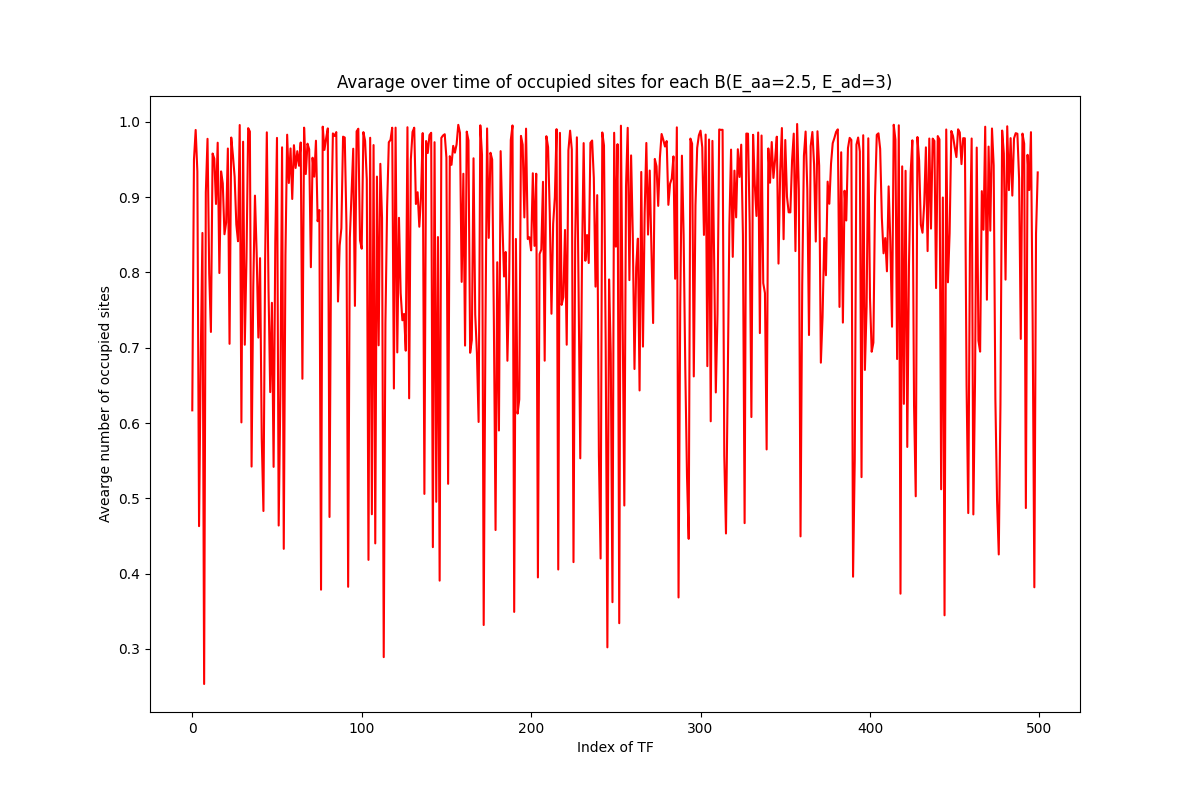 Avarage over time of occupied sites for each B(E_aa=2.5, E_ad=3)
1.0
0.9
0.8
0.7
0.6
0.5
0.4
0.3
Avearge number of occupied sites
0 100 200 300 400 500
Index of TF